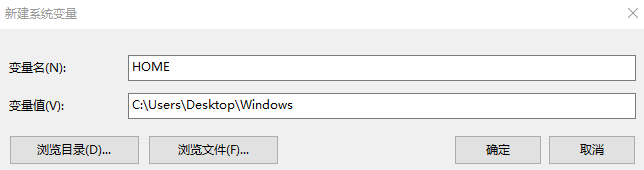 新建系统变量
变量名(N): HOME
变量值(V): C:\Users\Desktop\Windows
浏览目录(D)... 浏览文件(F)... 确定 取消